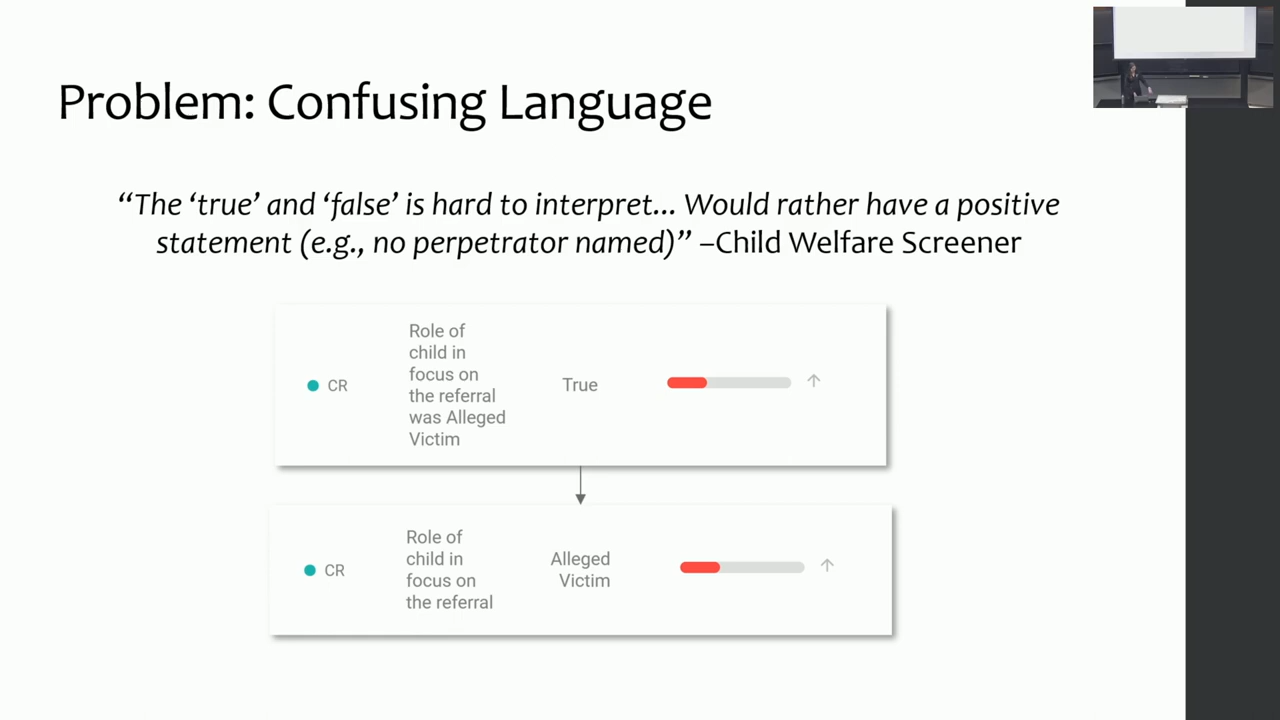 Problem: Confusing Language
“The ‘true’ and ‘false’ is hard to interpret... Would rather have a positive
statement (e.g., no perpetrator named)” –Child Welfare Screener
CR
Role of
child in
focus on
the referral
was Alleged
Victim
True
CR
Role of
child in
focus on
the referral
Alleged
Victim